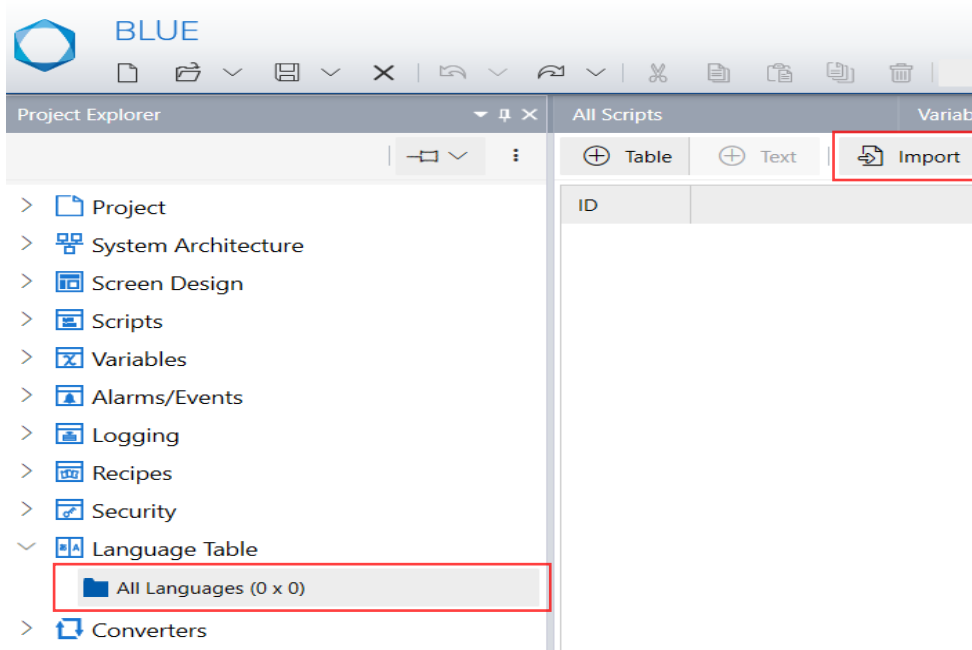 BLUE
Project Explorer
All Scripts
Variab
Table
Text
Import
ID
Project
System Architecture
Screen Design
Scripts
Variables
Alarms/Events
Logging
Recipes
Security
Language Table
All Languages (0 x 0)
Converters